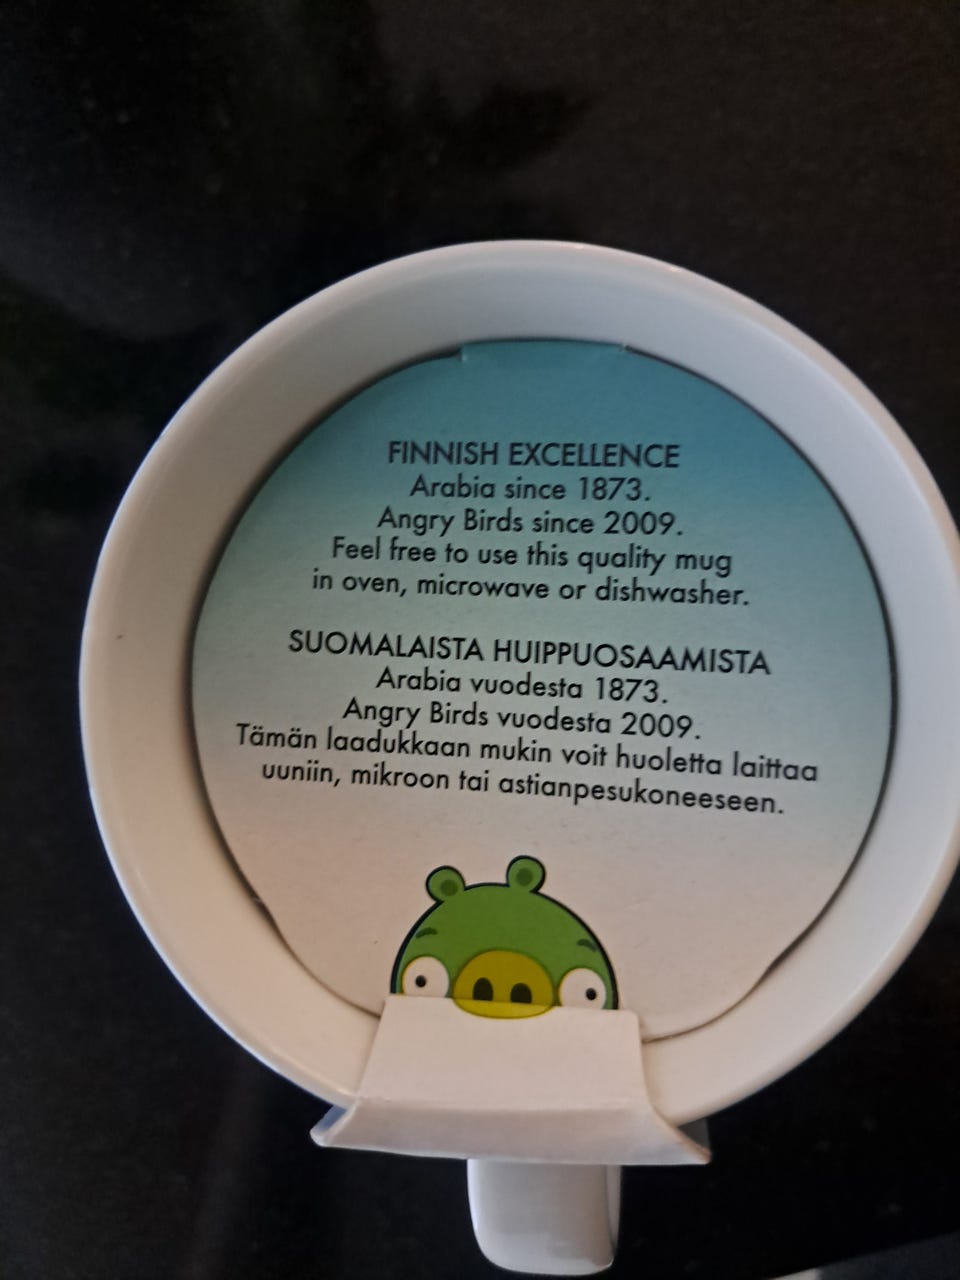 FINNISH EXCELLENCE
Arabia since 1873.
Angry Birds since 2009.
Feel free to use this quality mug
in oven, microwave or dishwasher.
SUOMALAISTA HUIPPUOSAAMISTA
Arabia vuodesta 1873.
Angry Birds vuodesta 2009.
Tämän laadukkaan mukin voit huoletta laittaa
uuniin, mikroon tai astianpesukoneeseen.